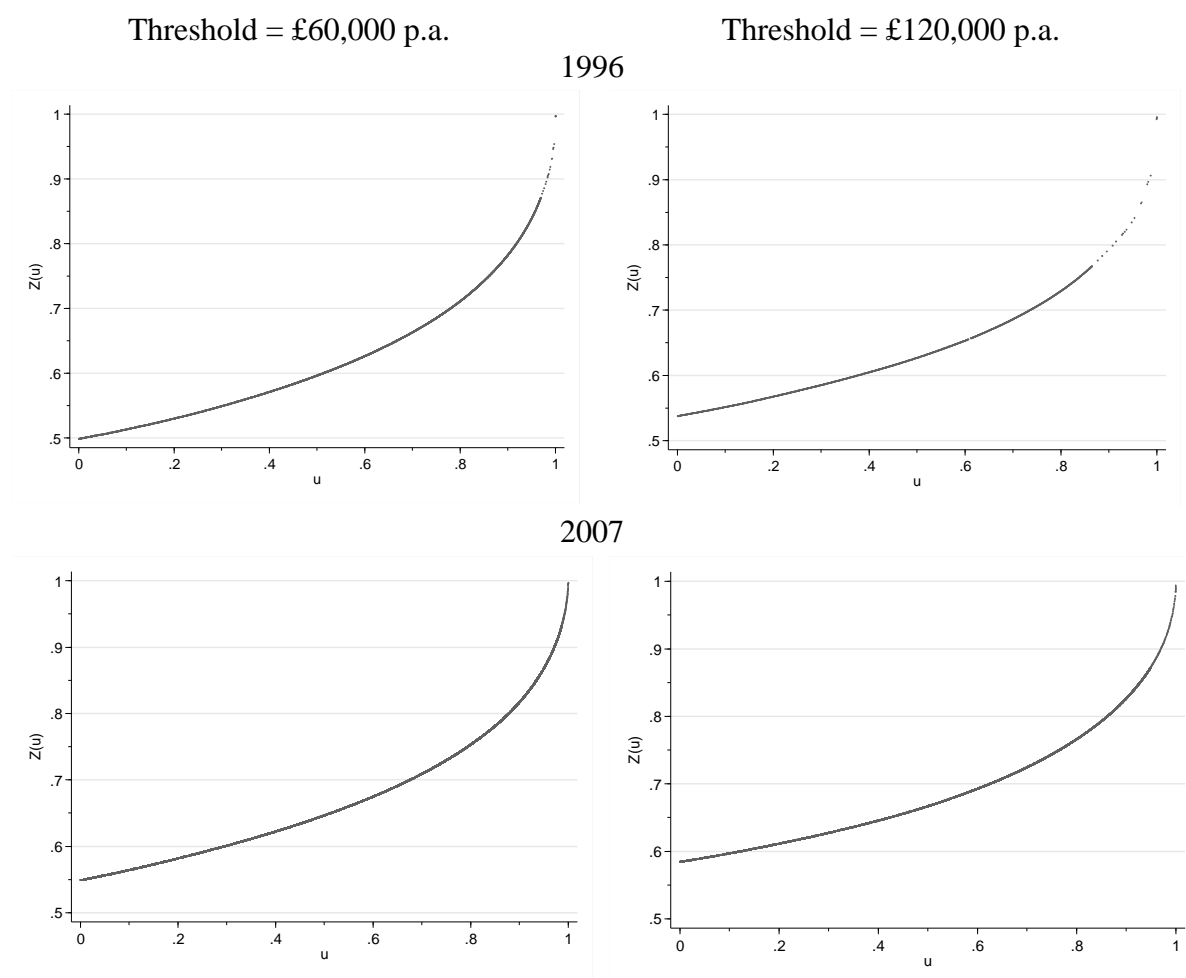 Threshold = £60,000 p.a.
Threshold = £120,000 p.a.
1996
1
.9
.8
.7
.6
.5
Z(u)
0 .2 .4 .6 .8 1
u
1
.9
.8
.7
.6
.5
Z(u)
0 .2 .4 .6 .8 1
u
2007
1
.9
.8
.7
.6
.5
Z(u)
0 .2 .4 .6 .8 1
u
1
.9
.8
.7
.6
.5
Z(u)
0 .2 .4 .6 .8 1
u